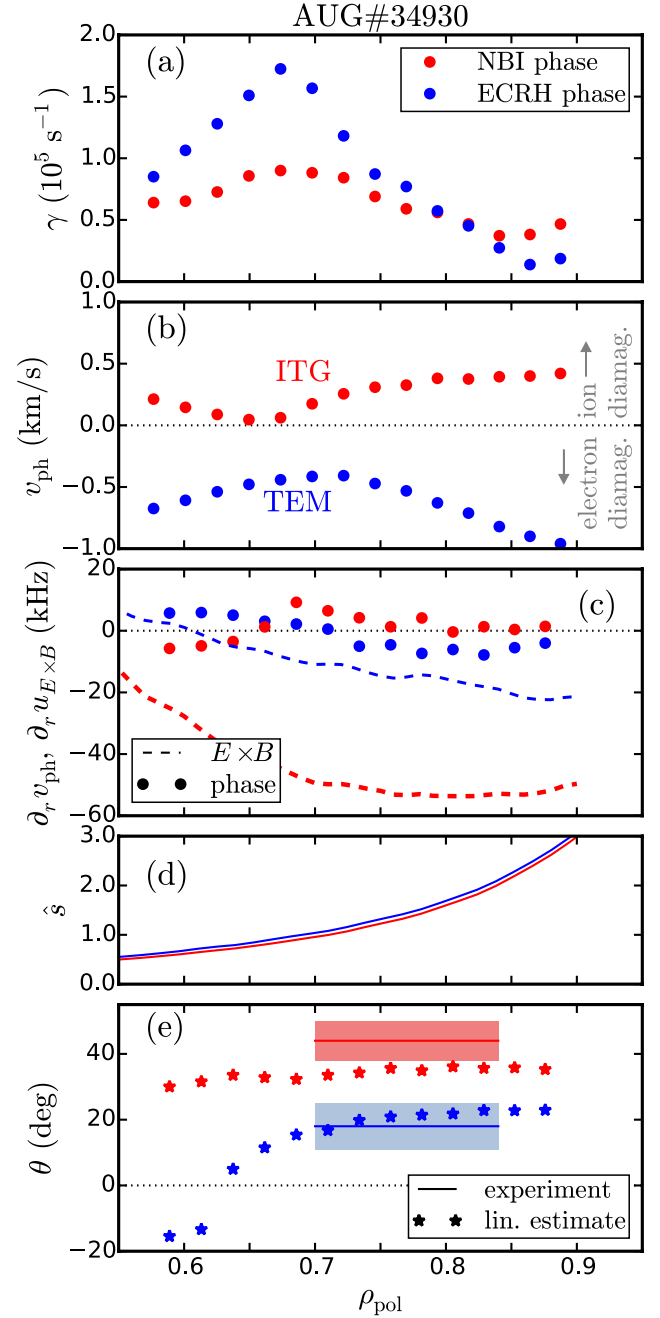 AUG#34930
(a)
NBI phase
ECRH phase
γ (10⁵ s⁻¹)
2.0
1.5
1.0
0.5
0.0
(b)
ITG
TEM
ion diamag.
electron diamag.
v_ph (km/s)
1.0
0.5
0.0
−0.5
−1.0
(c)
E×B
phase
∂_r v_ph, ∂_r u_E×B (kHz)
20
0
−20
−40
−60
(d)
ŝ
3.0
2.0
1.0
0.0
(e)
experiment
lin. estimate
θ (deg)
40
20
0
−20
0.6 0.7 0.8 0.9
ρ_pol